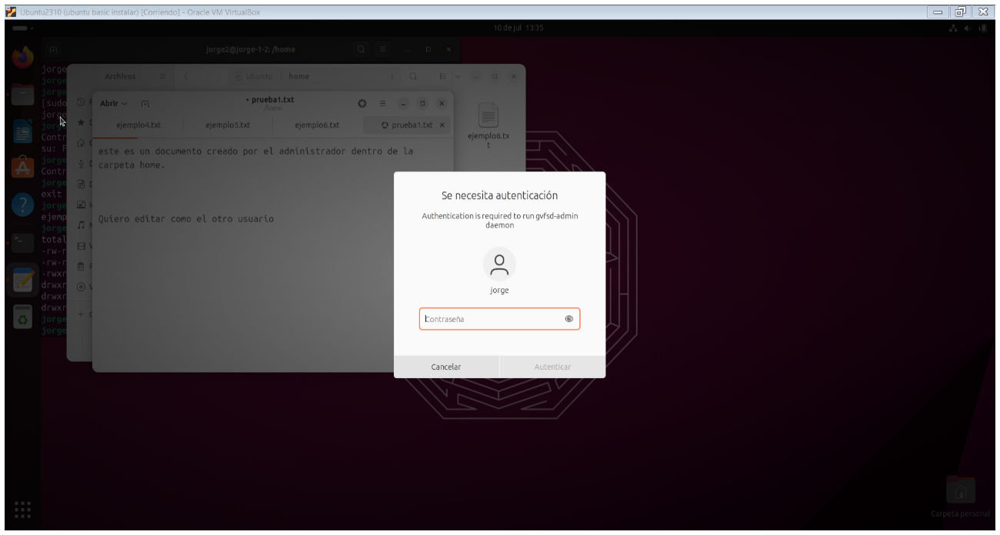 Ubuntu2310 (ubuntu basic instalar) [Corriendo] - Oracle VM VirtualBox
10 de jul 13:35
jorge2@jorge-1-2: /home
jorge
jorge
jorge
[sudo
jorge
jorge
Contr
su: F
jorge
Contr
jorge
exit
jorge
ejemp
jorge
total
-rw-r
-rw-r
-rwxr
drwxr
drwxr
drwxr
jorge
jorge
Archivos
Ubuntu / home
ejemplo6.tx
t
Abrir
• prueba1.txt
/home
ejemplo4.txt
ejemplo5.txt
ejemplo6.txt
prueba1.txt
este es un documento creado por el administrador dentro de la
carpeta home.
Quiero editar como el otro usuario
Se necesita autenticación
Authentication is required to run gvfsd-admin
daemon
jorge
Contraseña
Cancelar
Autenticar
Carpeta personal